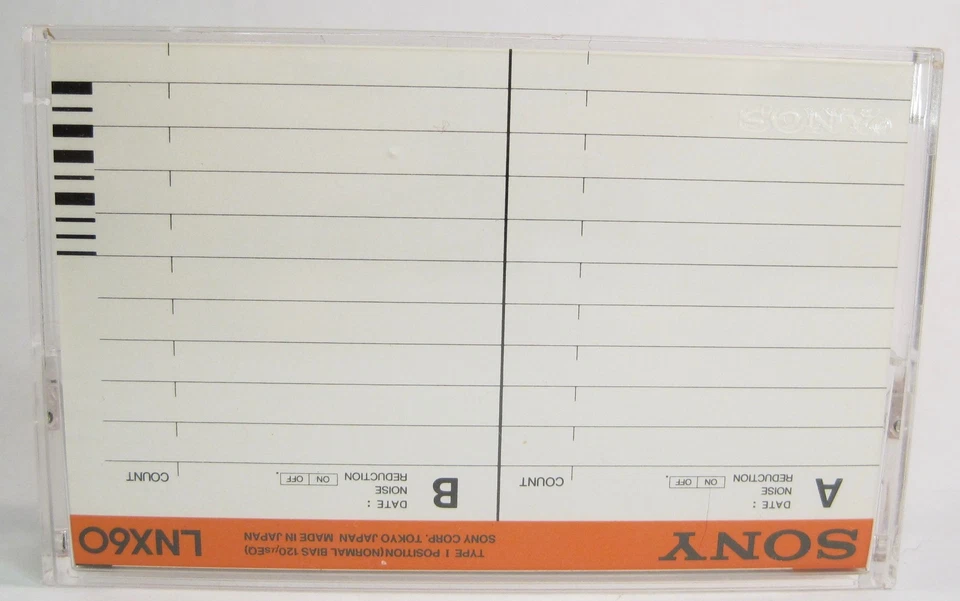 SONY
TYPE I POSITION (NORMAL BIAS 120μSEC)
SONY CORP. TOKYO JAPAN MADE IN JAPAN
LNX60
A
DATE :
NOISE
REDUCTION ON OFF .
COUNT
B
DATE :
NOISE
REDUCTION ON OFF .
COUNT
SONY